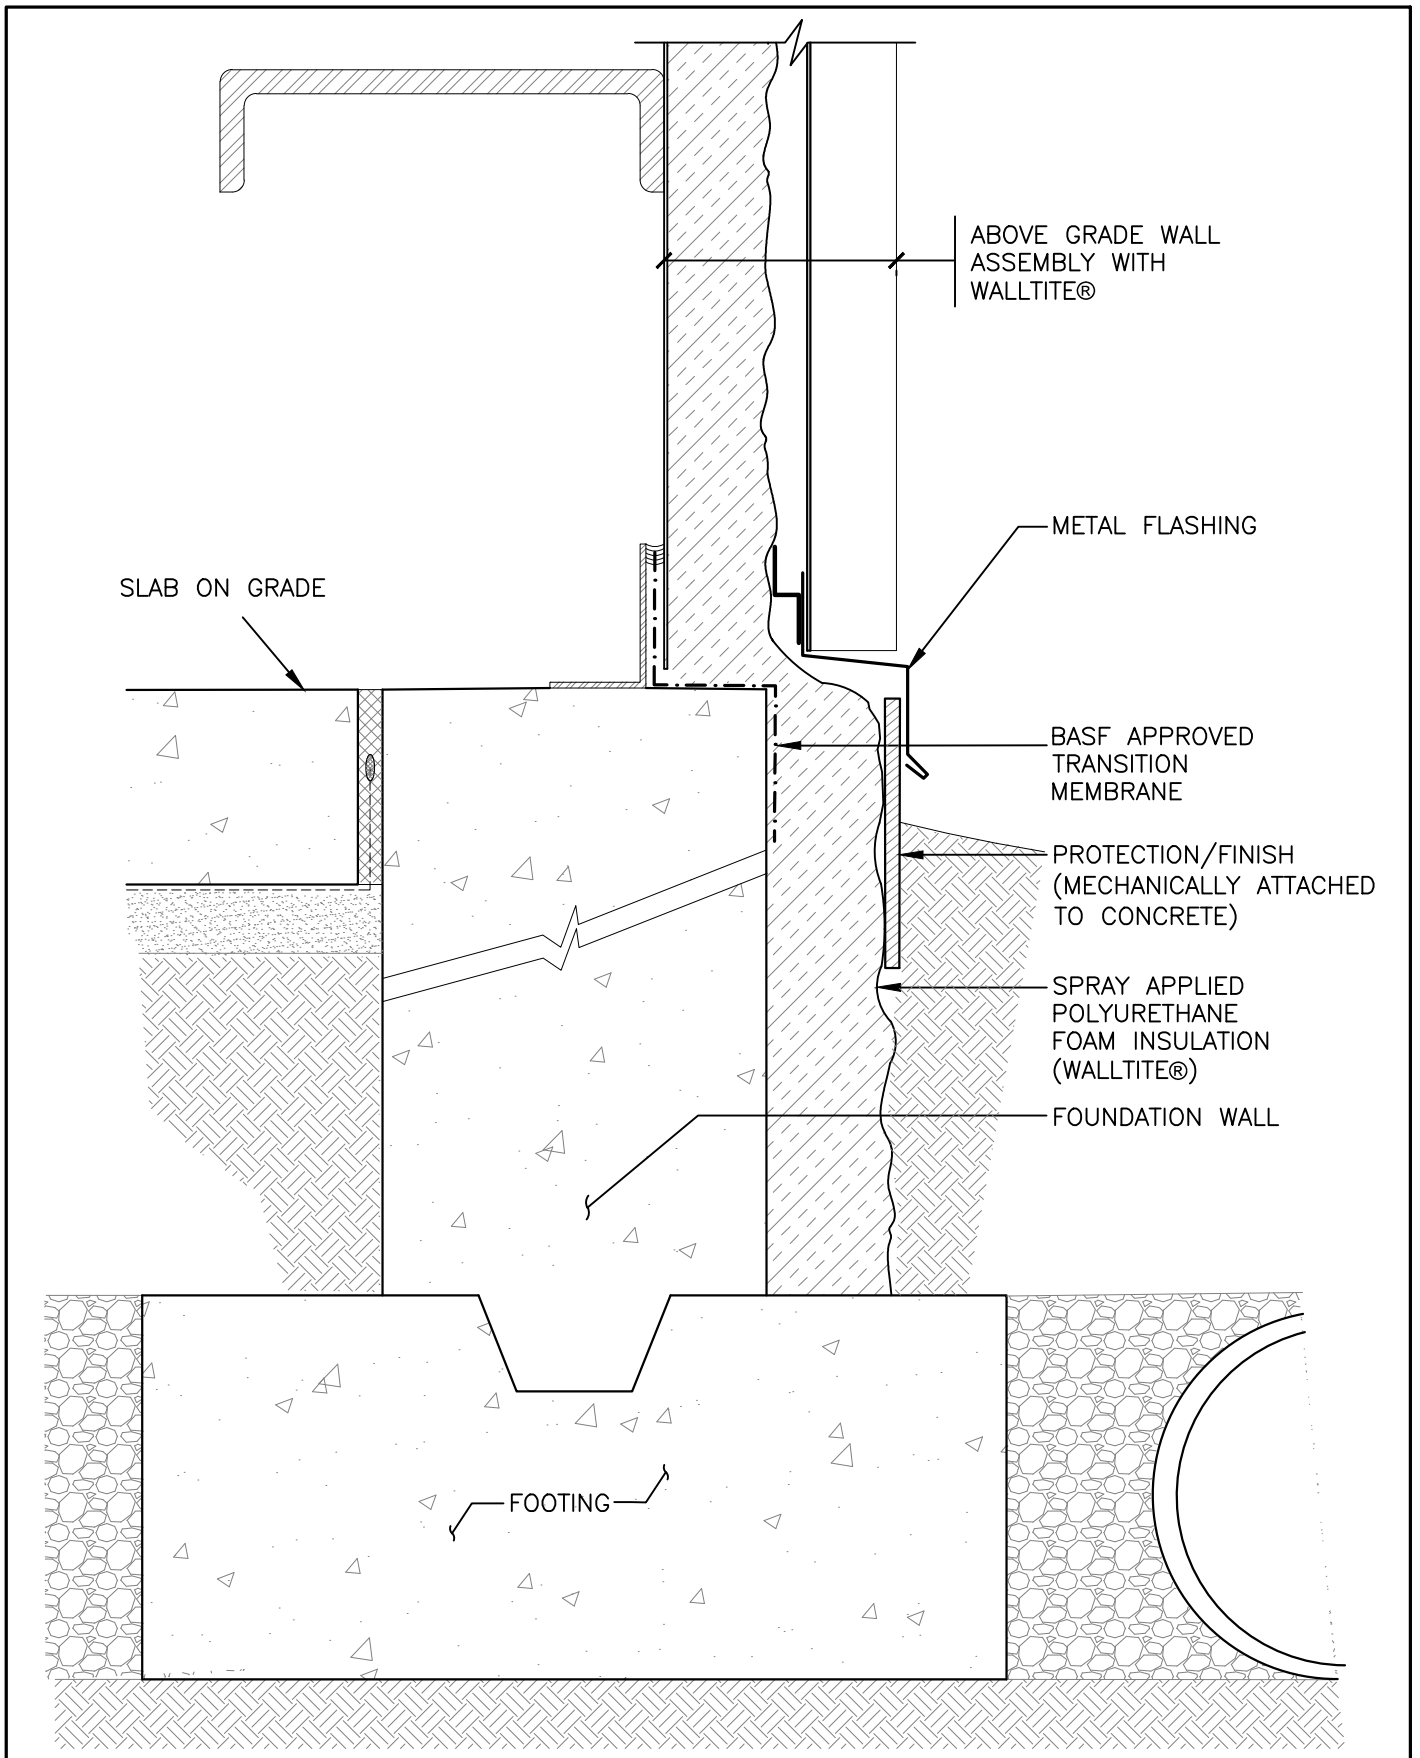 ABOVE GRADE WALL
ASSEMBLY WITH
WALLTITE®
METAL FLASHING
SLAB ON GRADE
BASF APPROVED
TRANSITION
MEMBRANE
PROTECTION/FINISH
(MECHANICALLY ATTACHED
TO CONCRETE)
SPRAY APPLIED
POLYURETHANE
FOAM INSULATION
(WALLTITE®)
FOUNDATION WALL
FOOTING